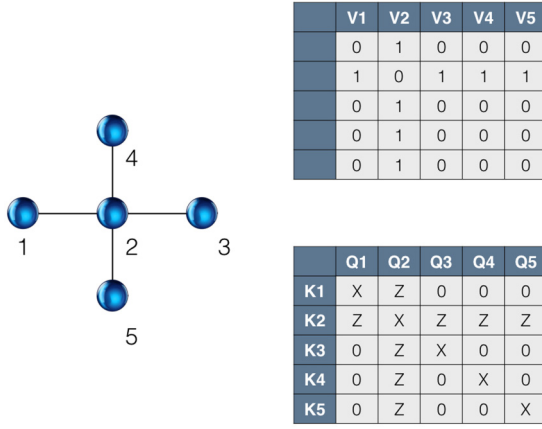 V1 V2 V3 V4 V5
0 1 0 0 0
1 0 1 1 1
0 1 0 0 0
0 1 0 0 0
0 1 0 0 0
4
1 2 3
5
Q1 Q2 Q3 Q4 Q5
K1 X Z 0 0 0
K2 Z X Z Z Z
K3 0 Z X 0 0
K4 0 Z 0 X 0
K5 0 Z 0 0 X